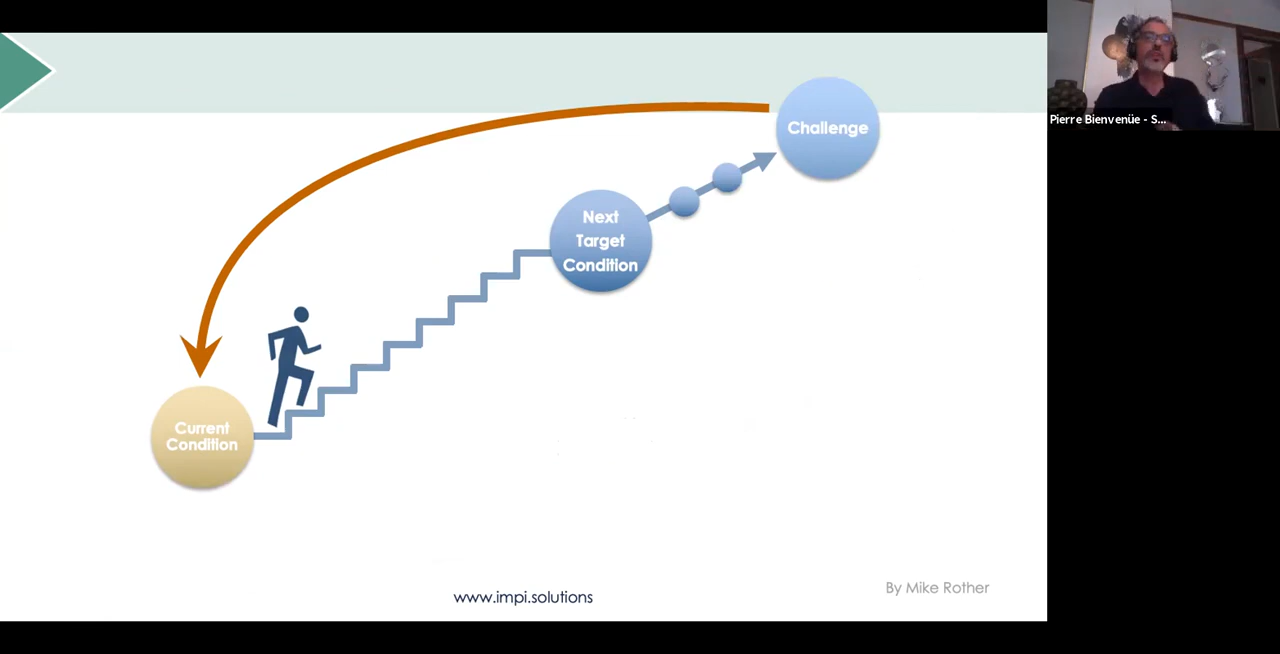 Challenge
Pierre Bienvenüe - S...
Next
Target
Condition
Current
Condition
By Mike Rother
www.impi.solutions